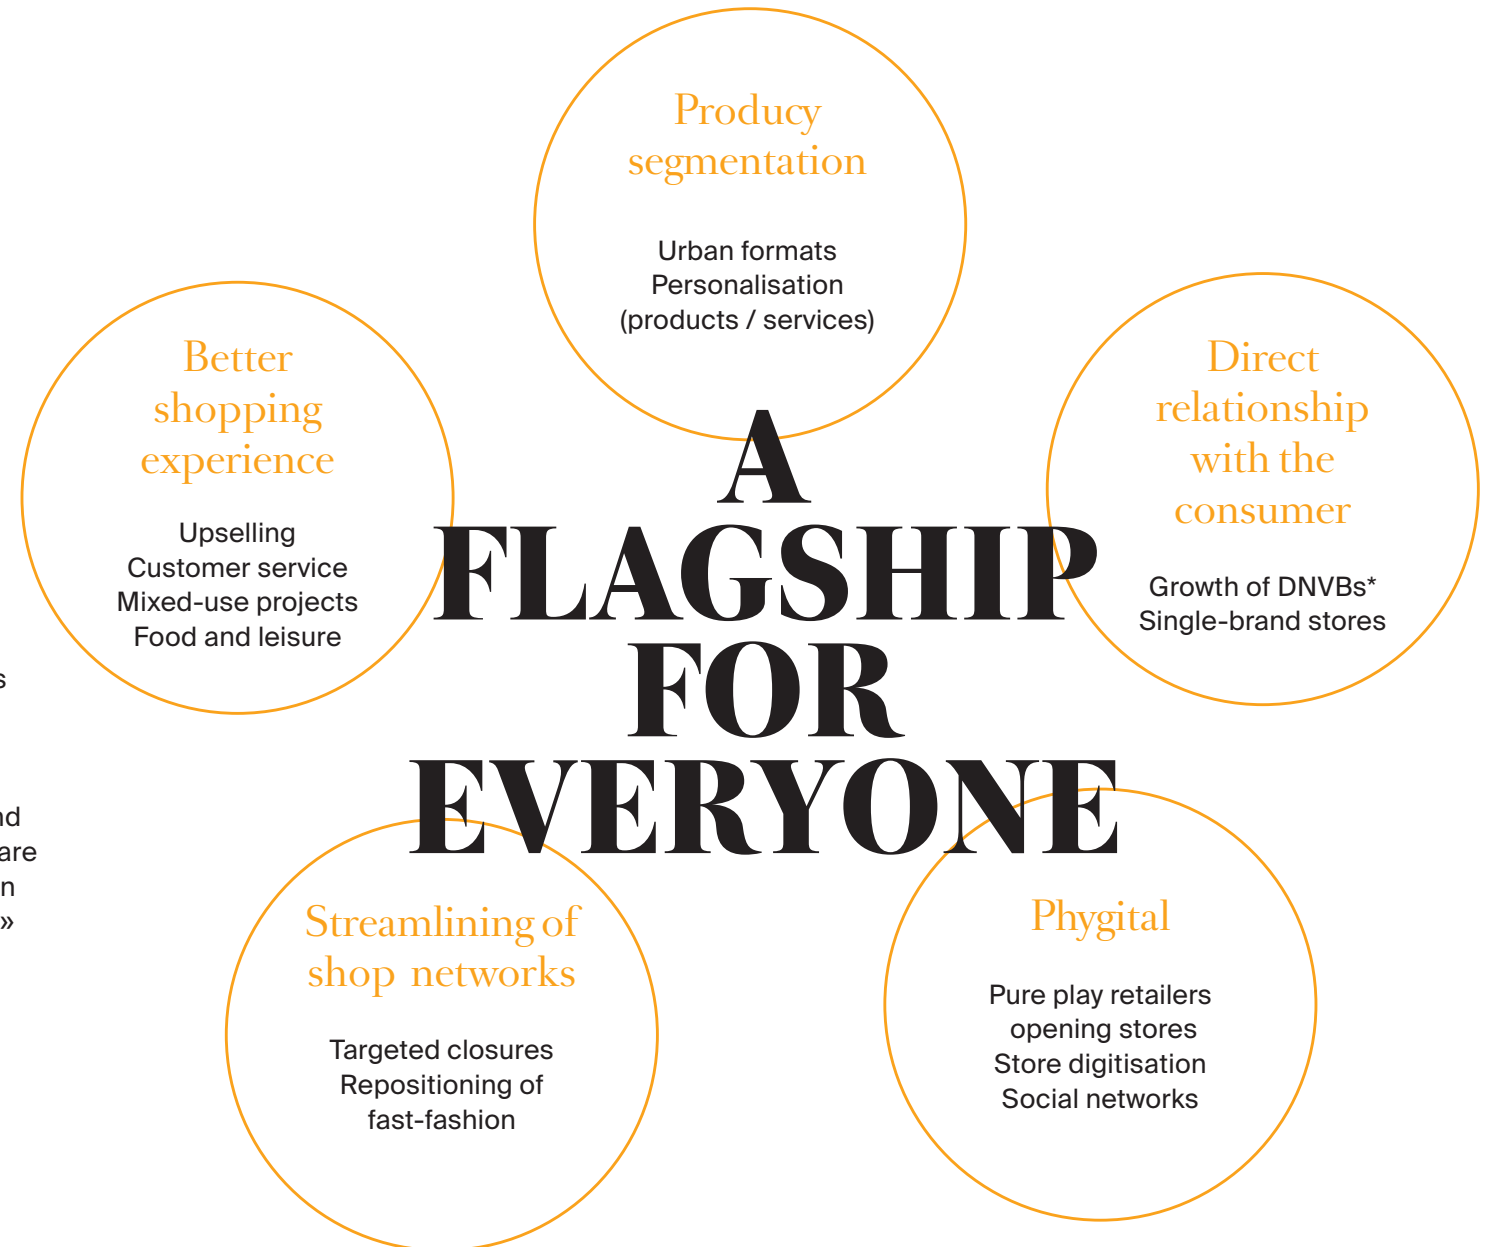 Producy
segmentation
Urban formats
Personalisation
(products / services)
Better
shopping
experience
Upselling
Customer service
Mixed-use projects
Food and leisure
Direct
relationship
with the
consumer
Growth of DNVBs*
Single-brand stores
A
FLAGSHIP
FOR
EVERYONE
s
nd
are
n
»
Streamlining of
shop networks
Targeted closures
Repositioning of
fast-fashion
Phygital
Pure play retailers
opening stores
Store digitisation
Social networks